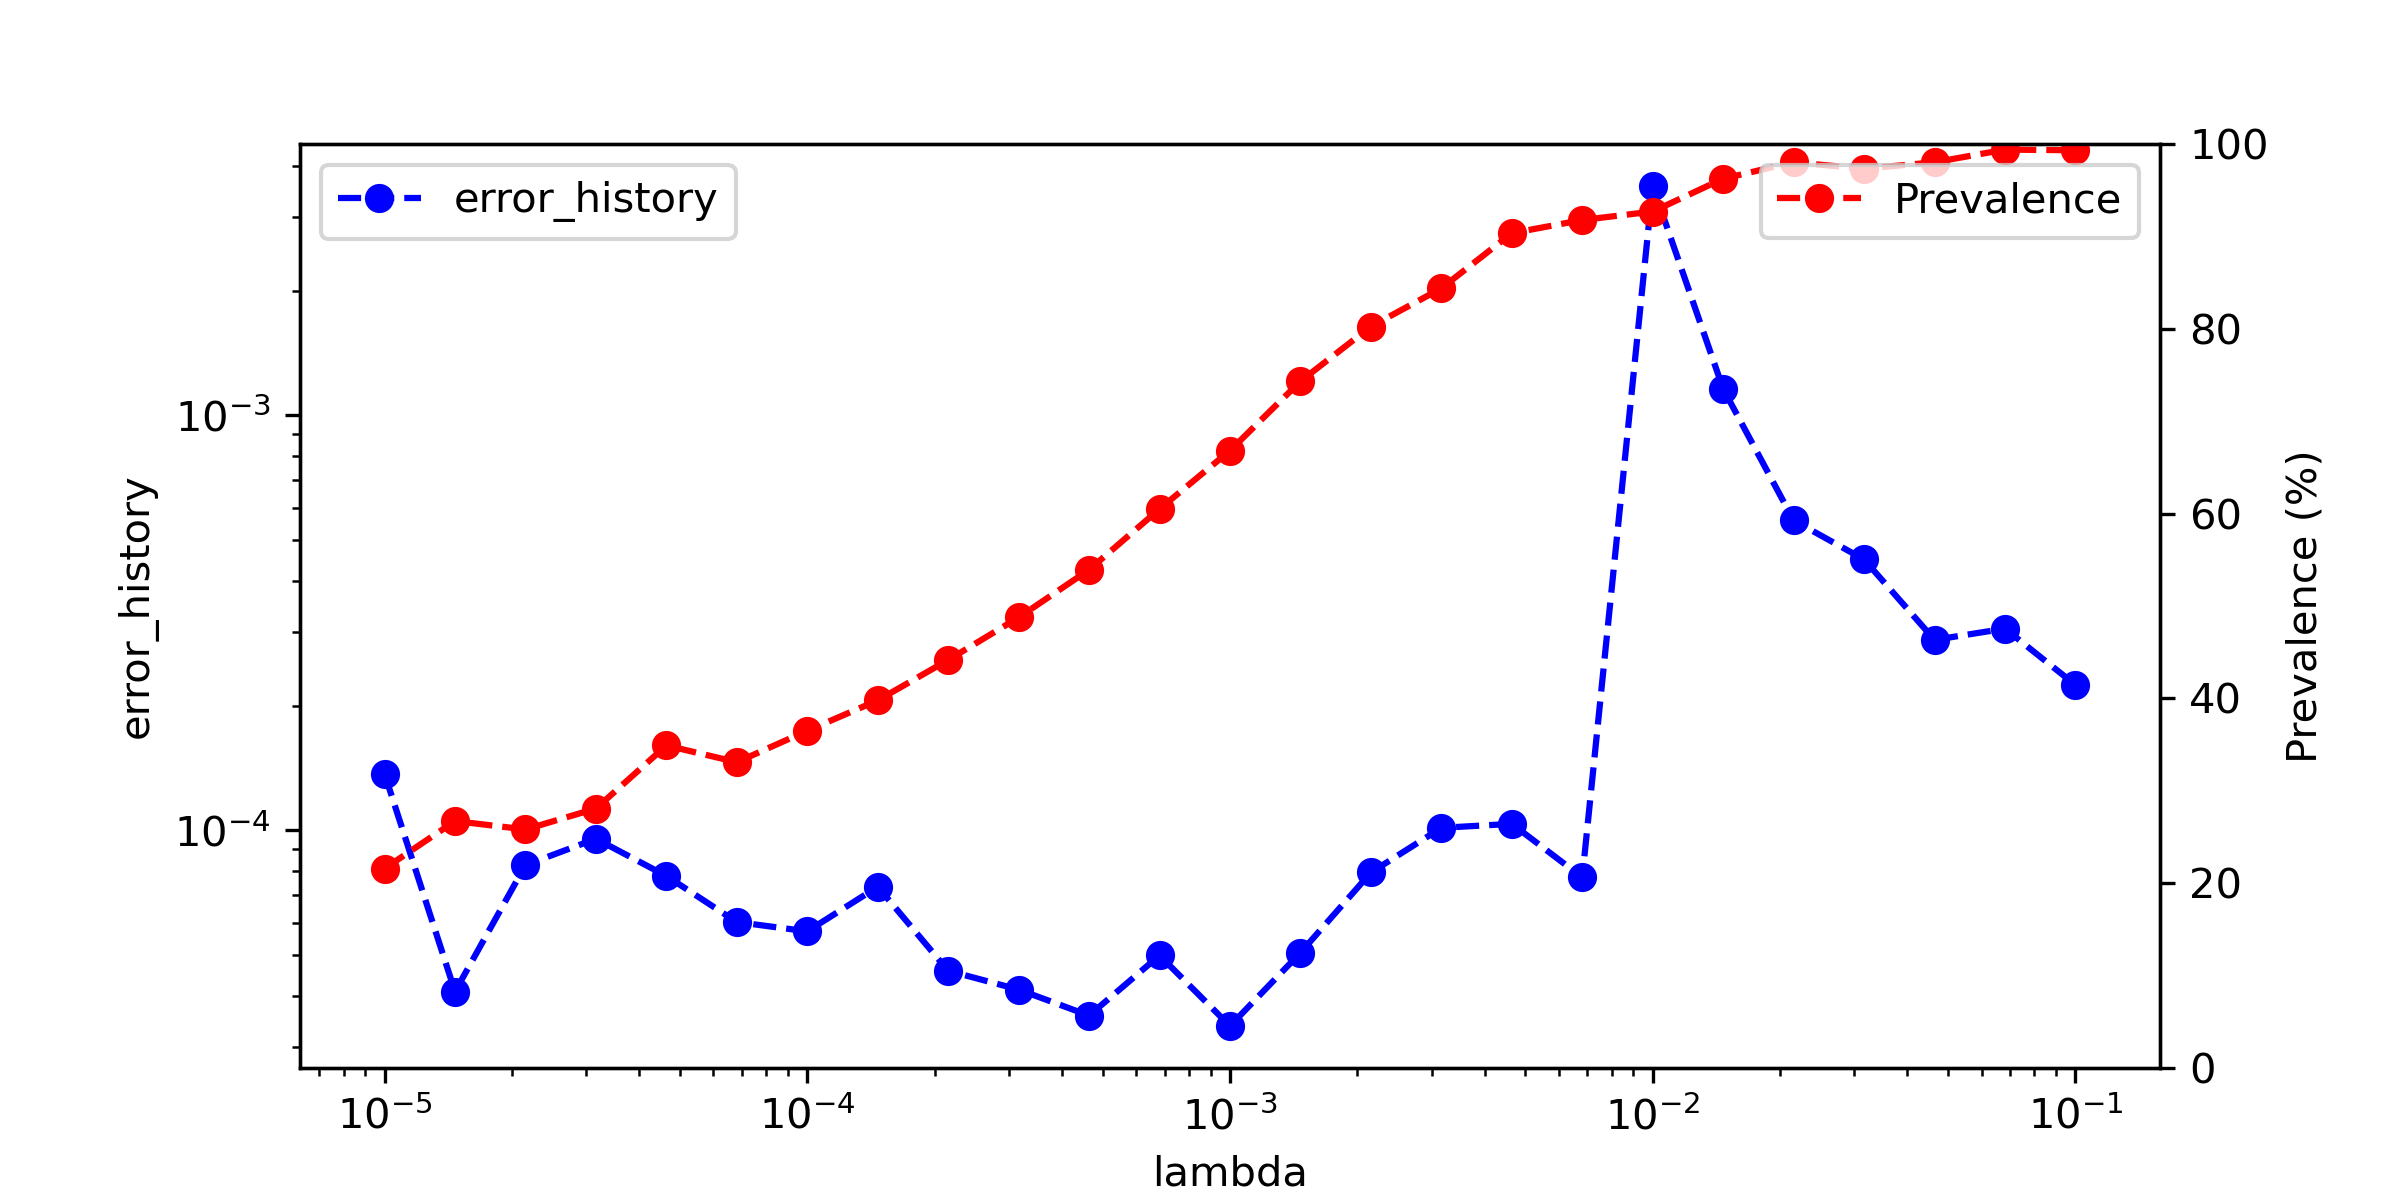 error_history
Prevalence
100
80
60
40
20
0
10⁻³
10⁻⁴
error_history
Prevalence (%)
10⁻⁵
10⁻⁴
10⁻³
10⁻²
10⁻¹
lambda